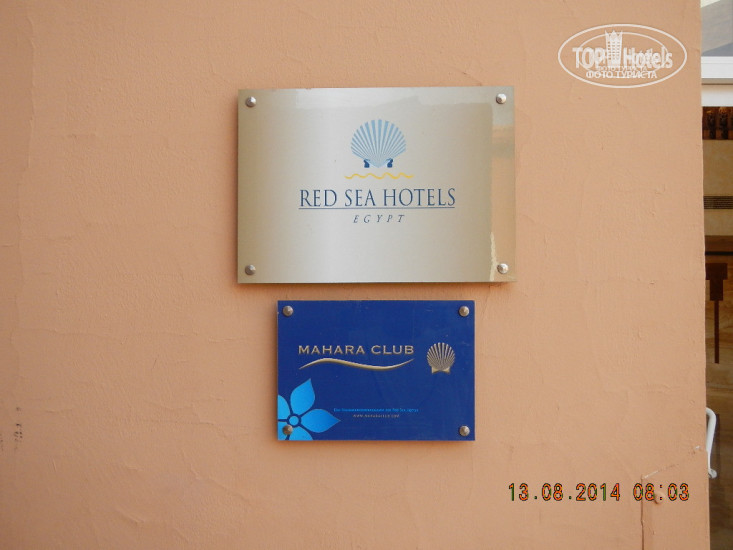 TOP Hotels
ФОТО ТУРИСТА
RED SEA HOTELS
EGYPT
MAHARA CLUB
13.08.2014 08:03